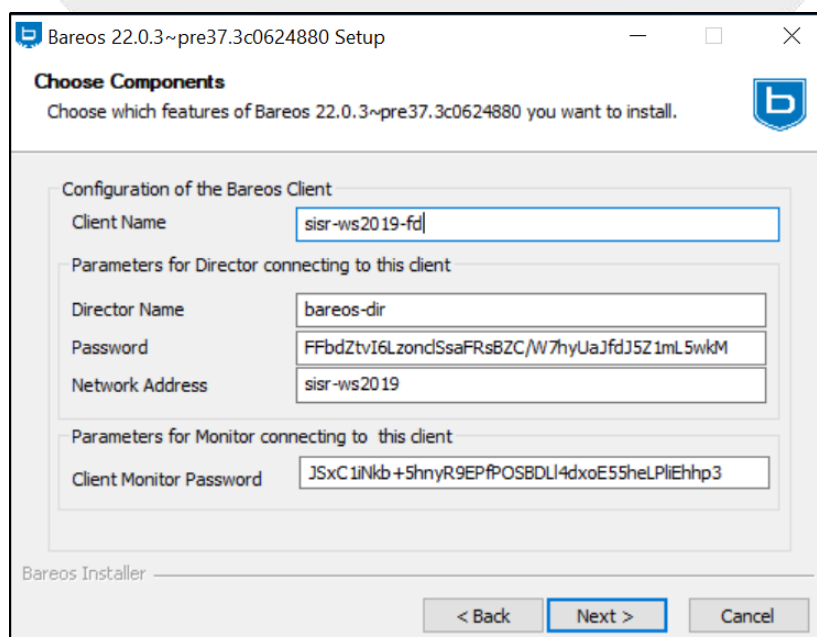 Bareos 22.0.3~pre37.3c0624880 Setup
Choose Components
Choose which features of Bareos 22.0.3~pre37.3c0624880 you want to install.
Configuration of the Bareos Client
Client Name sisr-ws2019-fd
Parameters for Director connecting to this client
Director Name bareos-dir
Password FFbdZtvI6LzonclSsaFRsBZC/W7hyUaJfdJ5Z1mL5wkM
Network Address sisr-ws2019
Parameters for Monitor connecting to this client
Client Monitor Password JSxC1iNkb+5hnyR9EPfPOSBDLl4dxoE55heLPliEhhp3
Bareos Installer
< Back Next > Cancel